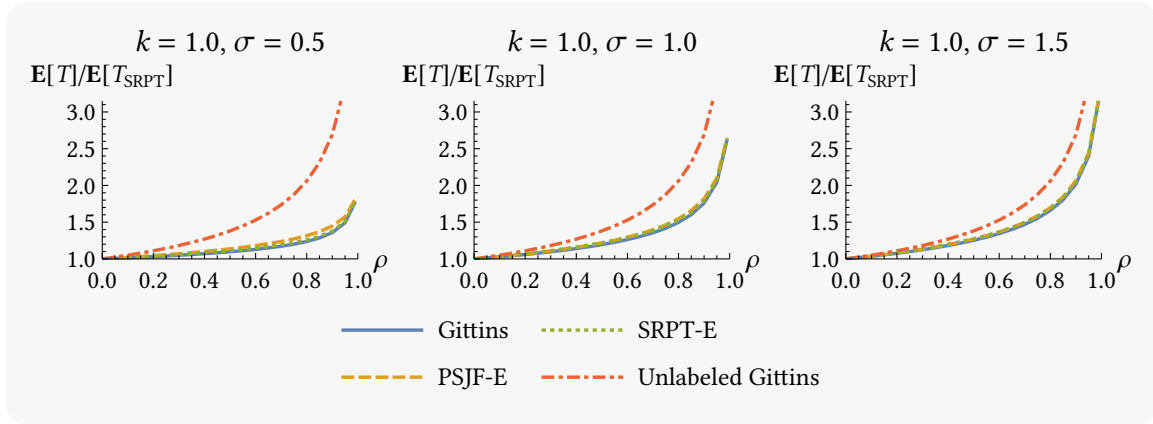 k = 1.0, σ = 0.5
E[T]/E[T_SRPT]
3.0
2.5
2.0
1.5
1.0
0.0 0.2 0.4 0.6 0.8 1.0
ρ
k = 1.0, σ = 1.0
E[T]/E[T_SRPT]
3.0
2.5
2.0
1.5
1.0
0.0 0.2 0.4 0.6 0.8 1.0
ρ
k = 1.0, σ = 1.5
E[T]/E[T_SRPT]
3.0
2.5
2.0
1.5
1.0
0.0 0.2 0.4 0.6 0.8 1.0
ρ
Gittins
SRPT-E
PSJF-E
Unlabeled Gittins